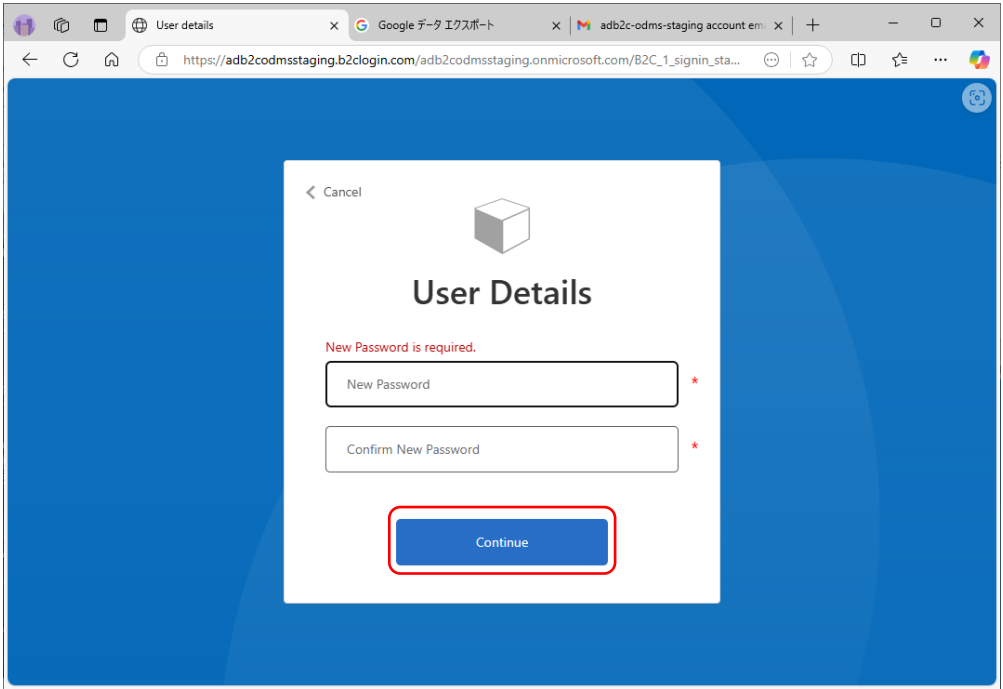 User details
Google データ エクスポート
adb2c-odms-staging account em
https://adb2codmsstaging.b2clogin.com/adb2codmsstaging.onmicrosoft.com/B2C_1_signin_sta...
Cancel
User Details
New Password is required.
New Password
*
Confirm New Password
*
Continue